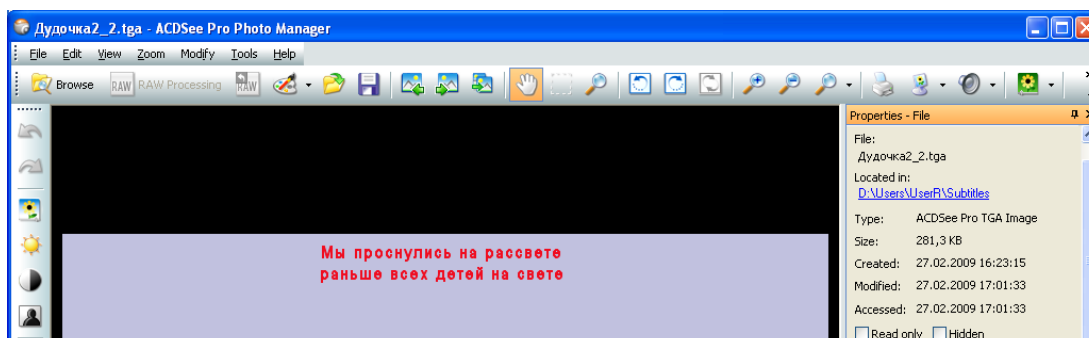 Дудочка2_2.tga - ACDSee Pro Photo Manager
File Edit View Zoom Modify Tools Help
Browse RAW RAW Processing RAW
Properties - File
File:
Дудочка2_2.tga
Located in:
D:\Users\UserR\Subtitles
Type: ACDSee Pro TGA Image
Size: 281,3 KB
Created: 27.02.2009 16:23:15
Modified: 27.02.2009 17:01:33
Accessed: 27.02.2009 17:01:33
Read only Hidden
Мы проснулись на рассвете
раньше всех детей на свете